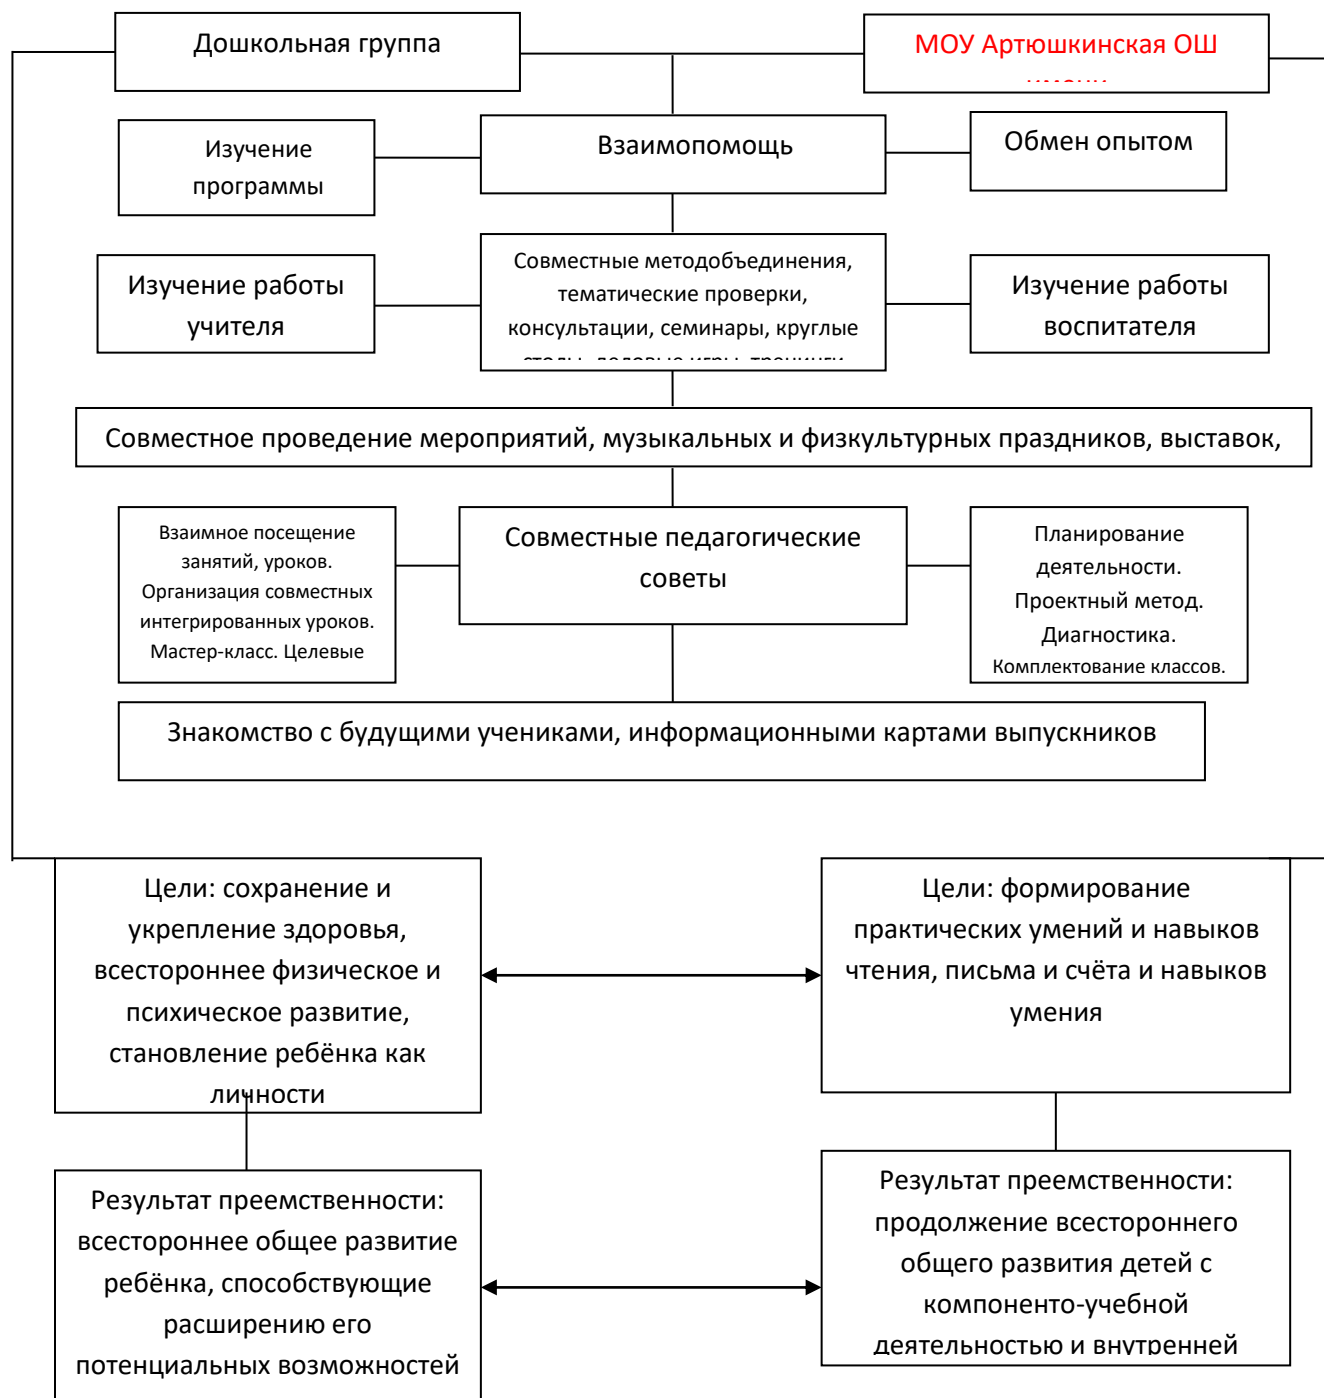 Дошкольная группа
МОУ Артюшкинская ОШ
имени
Изучение
программы
Взаимопомощь
Обмен опытом
Изучение работы
учителя
Совместные методобъединения,
тематические проверки,
консультации, семинары, круглые
столы, деловые игры, тренинги
Изучение работы
воспитателя
Совместное проведение мероприятий, музыкальных и физкультурных праздников, выставок,
Взаимное посещение
занятий, уроков.
Организация совместных
интегрированных уроков.
Мастер-класс. Целевые
Совместные педагогические
советы
Планирование
деятельности.
Проектный метод.
Диагностика.
Комплектование классов.
Знакомство с будущими учениками, информационными картами выпускников
Цели: сохранение и
укрепление здоровья,
всестороннее физическое и
психическое развитие,
становление ребёнка как
личности
Цели: формирование
практических умений и навыков
чтения, письма и счёта и навыков
умения
Результат преемственности:
всестороннее общее развитие
ребёнка, способствующие
расширению его
потенциальных возможностей
Результат преемственности:
продолжение всестороннего
общего развития детей с
компоненто-учебной
деятельностью и внутренней